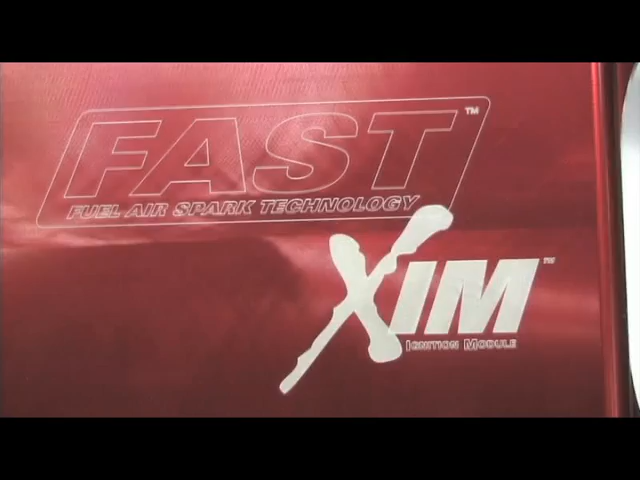 FAST™
FUEL AIR SPARK TECHNOLOGY
XIM™
IGNITION MODULE